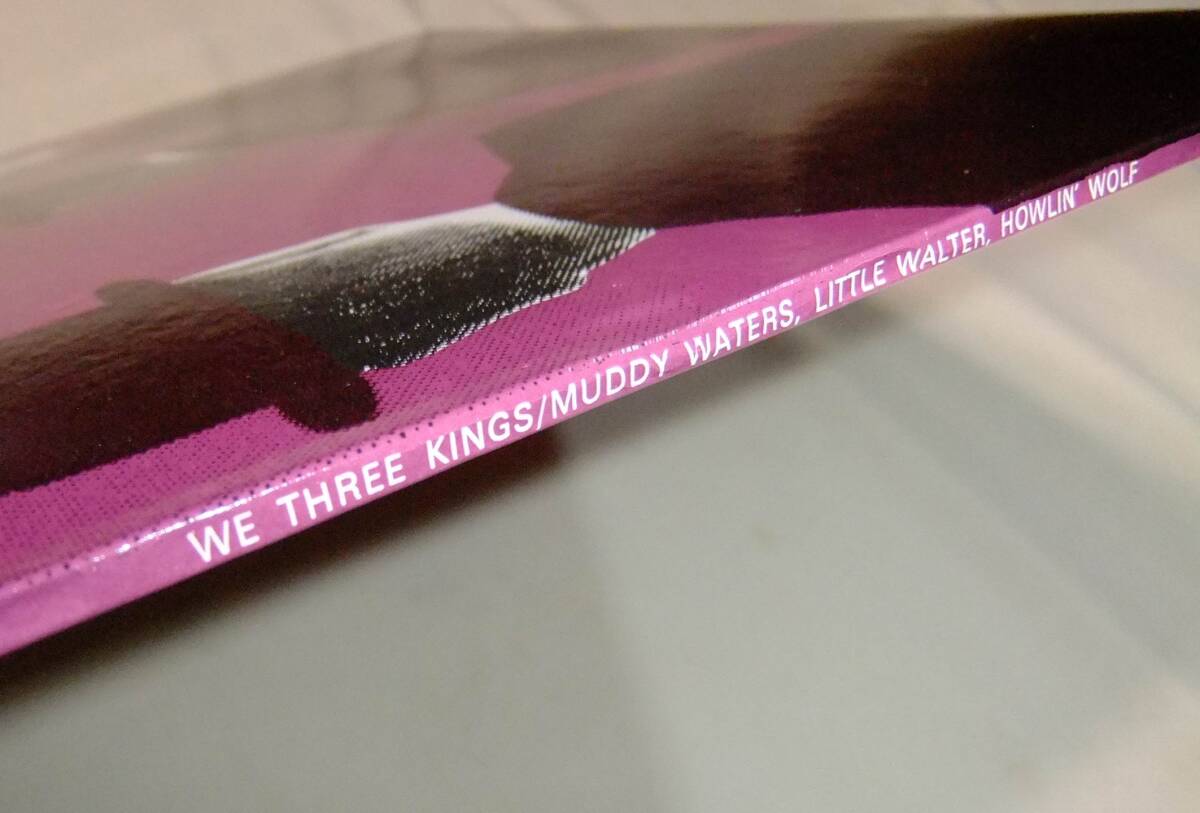 WE THREE KINGS/MUDDY WATERS, LITTLE WALTER, HOWLIN' WOLF